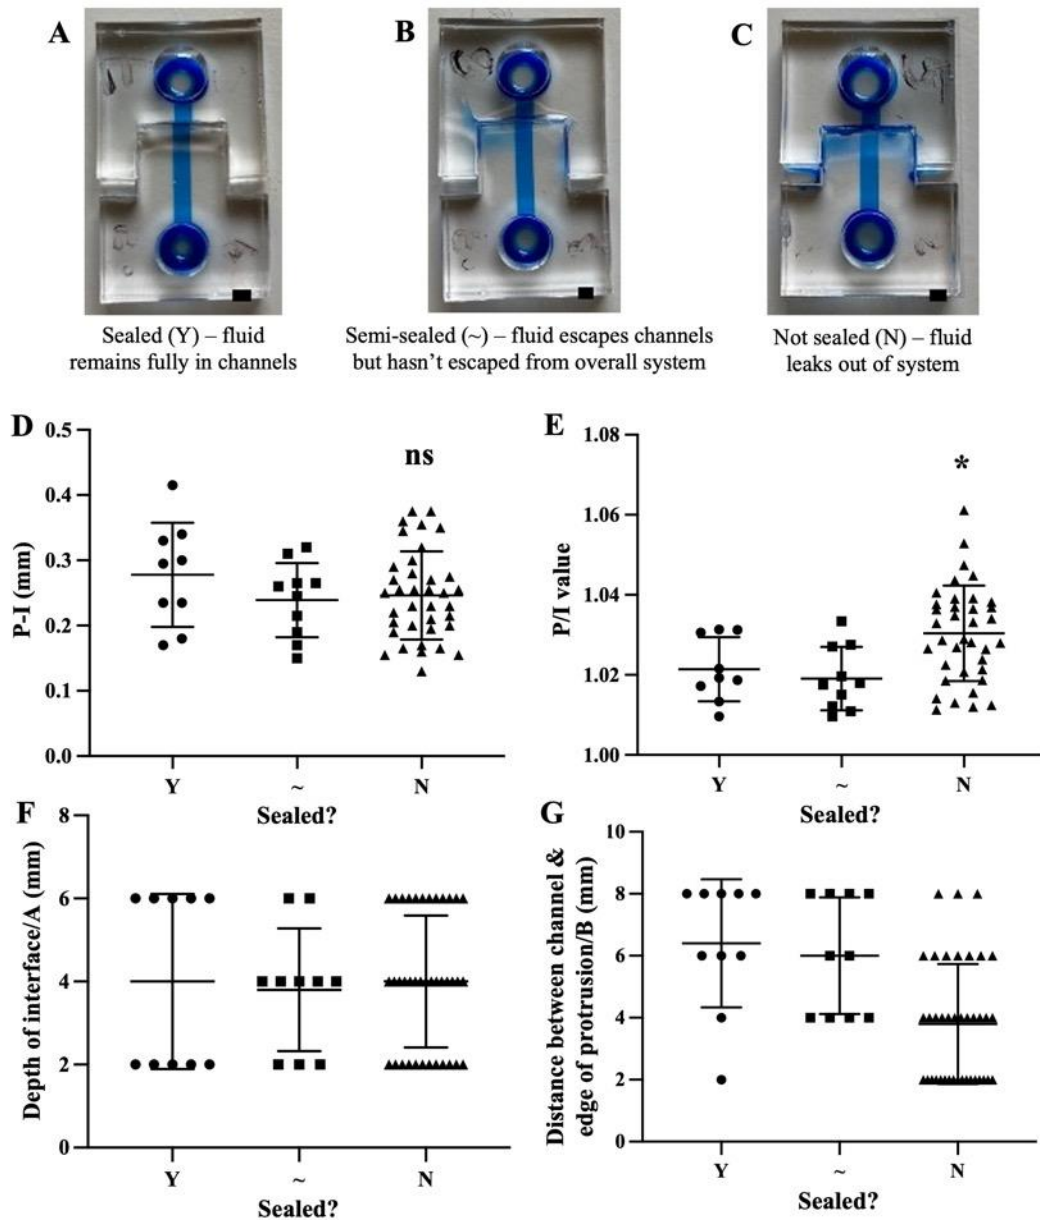 A
B
C
Sealed (Y) – fluid
remains fully in channels
Semi-sealed (~) – fluid escapes channels
but hasn't escaped from overall system
Not sealed (N) – fluid
leaks out of system
D
0.5
0.4
0.3
0.2
0.1
0.0
P-I (mm)
ns
Y
~
N
Sealed?
E
1.08
1.06
1.04
1.02
1.00
P/I value
*
Y
~
N
Sealed?
F
8
6
4
2
0
Depth of interface/A (mm)
Y
~
N
Sealed?
G
10
8
6
4
2
0
Distance between channel &
edge of protrusion/B (mm)
Y
~
N
Sealed?